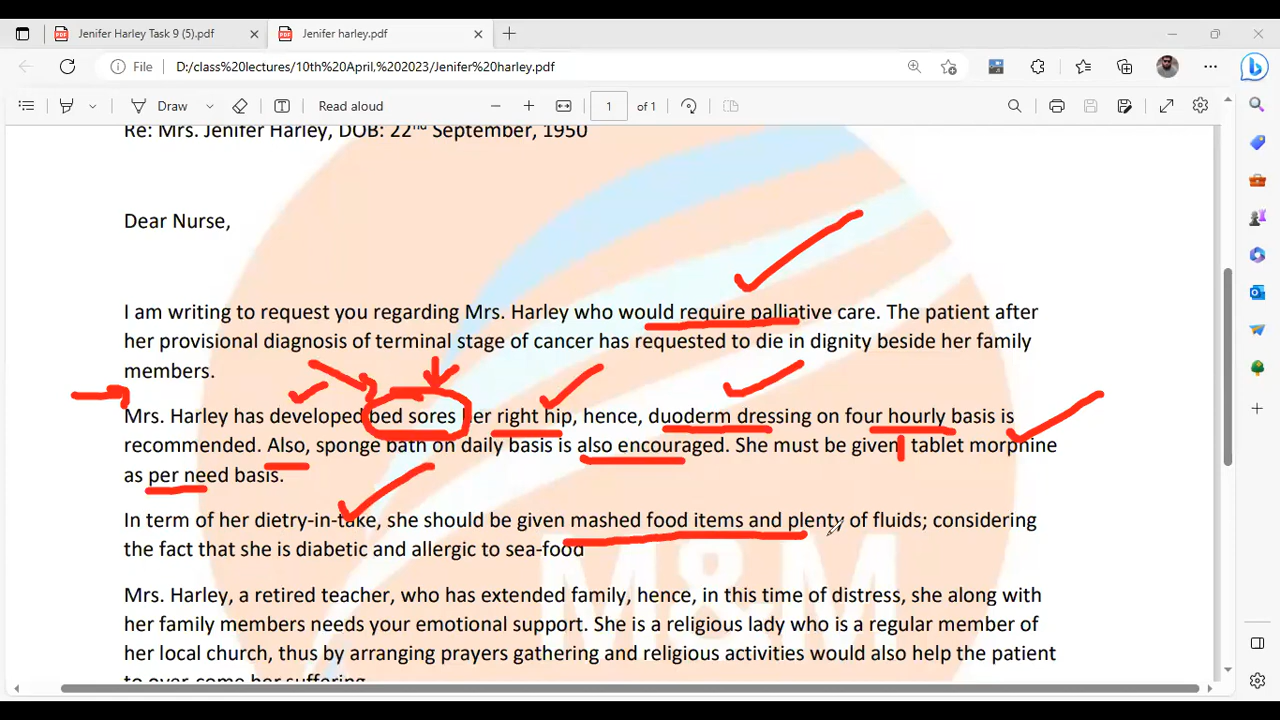 Jenifer Harley Task 9 (5).pdf
Jenifer harley.pdf
File D:/class%20lectures/10th%20April,%202023/Jenifer%20harley.pdf
Draw Read aloud 1 of 1
Re: Mrs. Jenifer Harley, DOB: 22nd September, 1950
Dear Nurse,
I am writing to request you regarding Mrs. Harley who would require palliative care. The patient after
her provisional diagnosis of terminal stage of cancer has requested to die in dignity beside her family
members.
Mrs. Harley has developed bed sores her right hip, hence, duoderm dressing on four hourly basis is
recommended. Also, sponge bath on daily basis is also encouraged. She must be given tablet morphine
as per need basis.
In term of her dietry-in-take, she should be given mashed food items and plenty of fluids; considering
the fact that she is diabetic and allergic to sea-food
Mrs. Harley, a retired teacher, who has extended family, hence, in this time of distress, she along with
her family members needs your emotional support. She is a religious lady who is a regular member of
her local church, thus by arranging prayers gathering and religious activities would also help the patient
to over-come her suffering
M&M